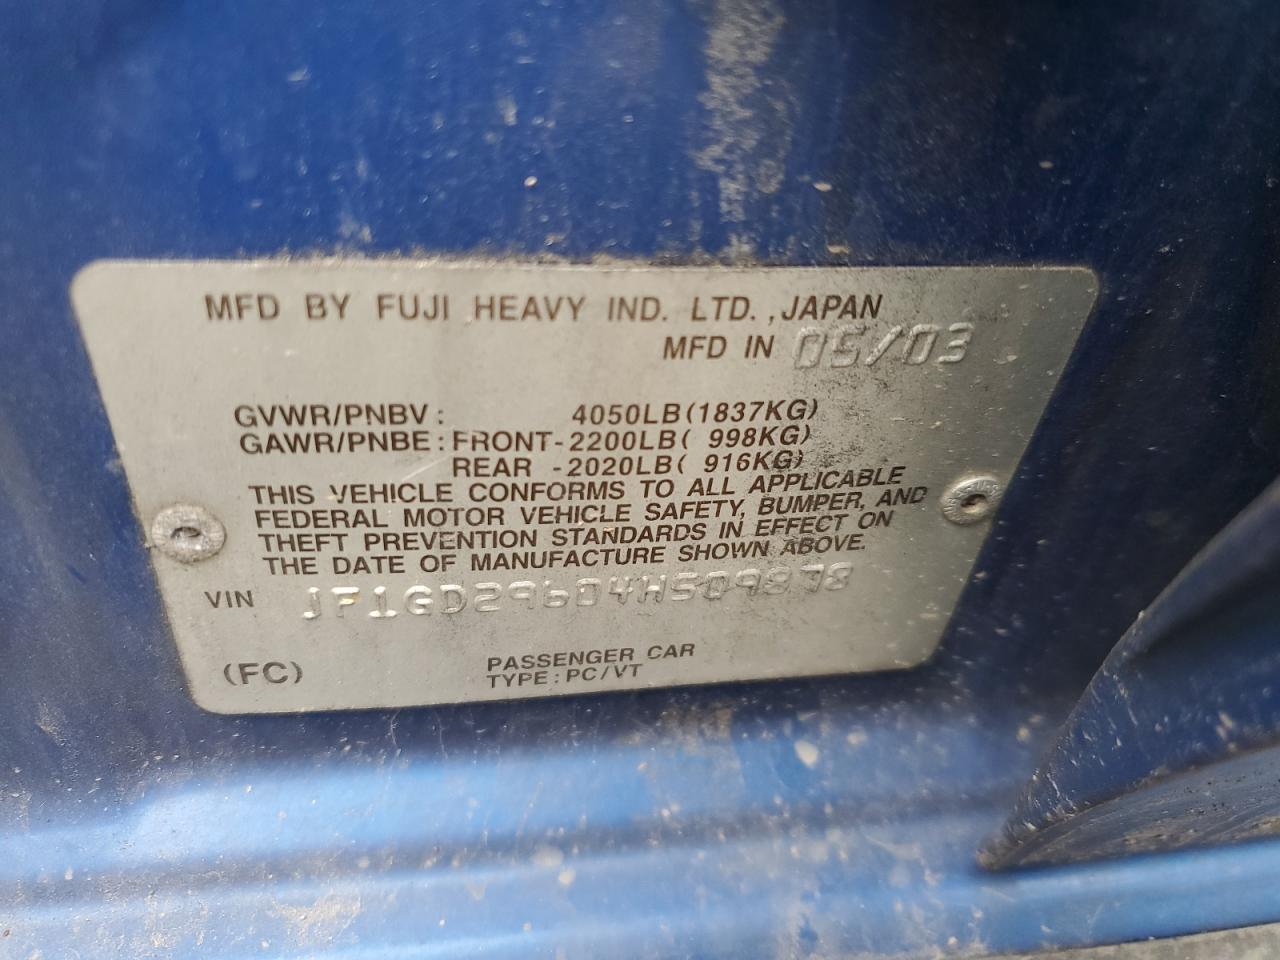 MFD BY FUJI HEAVY IND. LTD., JAPAN
MFD IN 05/03
GVWR/PNBV: 4050LB(1837KG)
GAWR/PNBE: FRONT-2200LB( 998KG)
REAR -2020LB( 916KG)
THIS VEHICLE CONFORMS TO ALL APPLICABLE
FEDERAL MOTOR VEHICLE SAFETY, BUMPER, AND
THEFT PREVENTION STANDARDS IN EFFECT ON
THE DATE OF MANUFACTURE SHOWN ABOVE.
VIN JF1GD29604H509878
(FC) PASSENGER CAR
TYPE: PC/VT